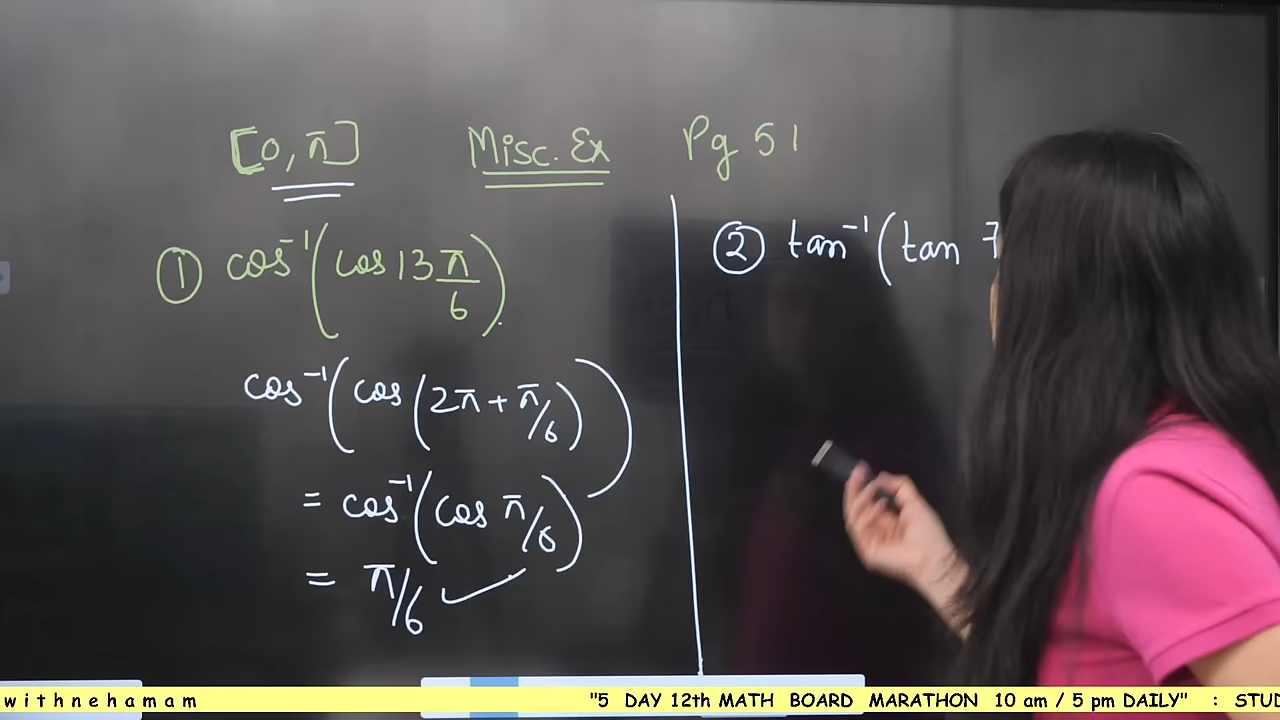 [0, π] Misc. Ex Pg 51
① cos⁻¹(cos 13π/6)
cos⁻¹(cos(2π + π/6))
= cos⁻¹(cos π/6)
= π/6 ✓
② tan⁻¹(tan 7
withnehamam "5 DAY 12th MATH BOARD MARATHON 10 am / 5 pm DAILY" :